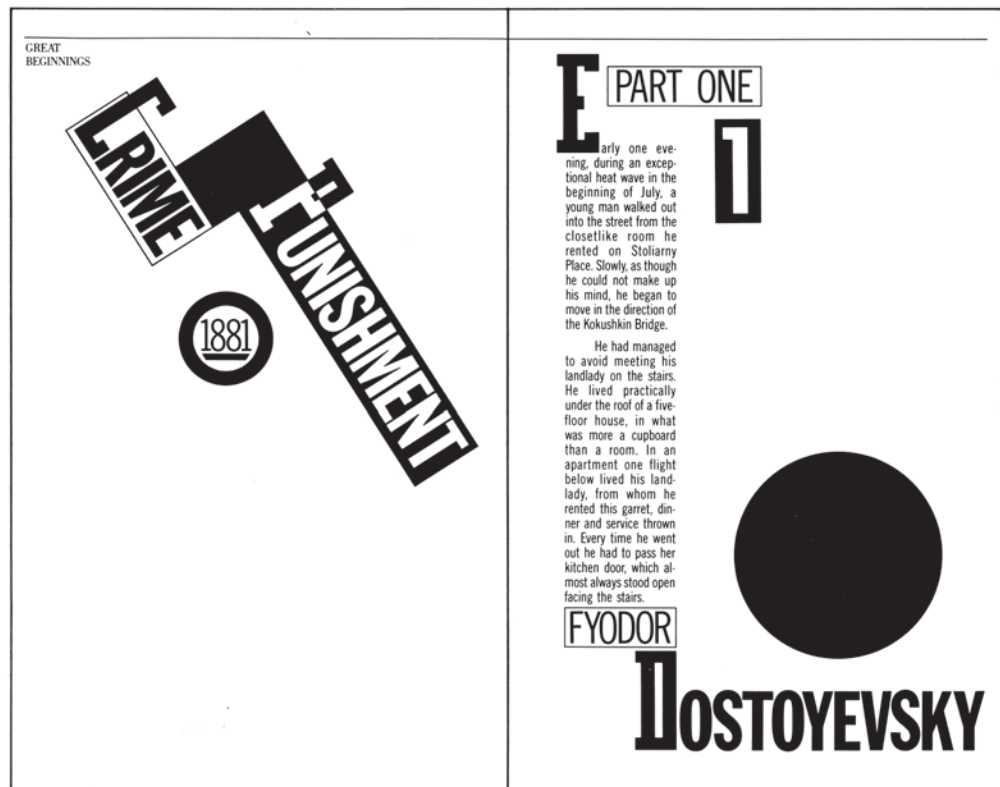 GREAT
BEGINNINGS
CRIME
PUNISHMENT
1881
PART ONE
1
Early one eve-
ning, during an excep-
tional heat wave in the
beginning of July, a
young man walked out
into the street from the
closetlike room he
rented on Stoliarny
Place. Slowly, as though
he could not make up
his mind, he began to
move in the direction of
the Kokushkin Bridge.
He had managed
to avoid meeting his
landlady on the stairs.
He lived practically
under the roof of a five-
floor house, in what
was more a cupboard
than a room. In an
apartment one flight
below lived his land-
lady, from whom he
rented this garret, din-
ner and service thrown
in. Every time he went
out he had to pass her
kitchen door, which al-
most always stood open
facing the stairs.
FYODOR
DOSTOYEVSKY